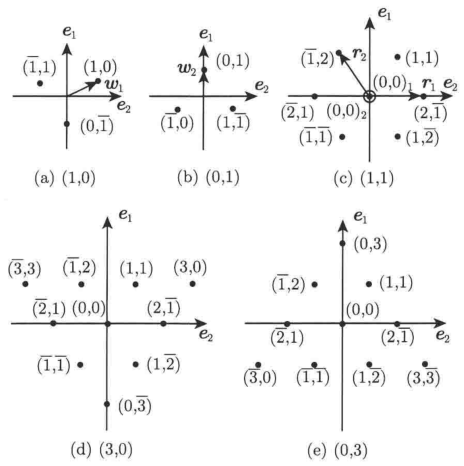 e₁
(1̅,1) (1,0)
w₁
e₂
(0,1̅)
(a) (1,0)
e₁
w₂ (0,1)
e₂
(1̅,0) (1,1̅)
(b) (0,1)
e₁
(1̅,2) r₂ (1,1)
(0,0)₁ r₁ e₂
(2̅,1) (0,0)₂ (2,1̅)
(1̅,1̅) (1,2̅)
(c) (1,1)
e₁
(3̅,3) (1̅,2) (1,1) (3,0)
(2̅,1) (0,0) (2,1̅)
e₂
(1̅,1̅) (1,2̅)
(0,3̅)
(d) (3,0)
e₁
(0,3)
(1̅,2) (1,1)
(0,0)
e₂
(2̅,1) (2,1̅)
(3̅,0) (1̅,1̅) (1,2̅) (3,3̅)
(e) (0,3)